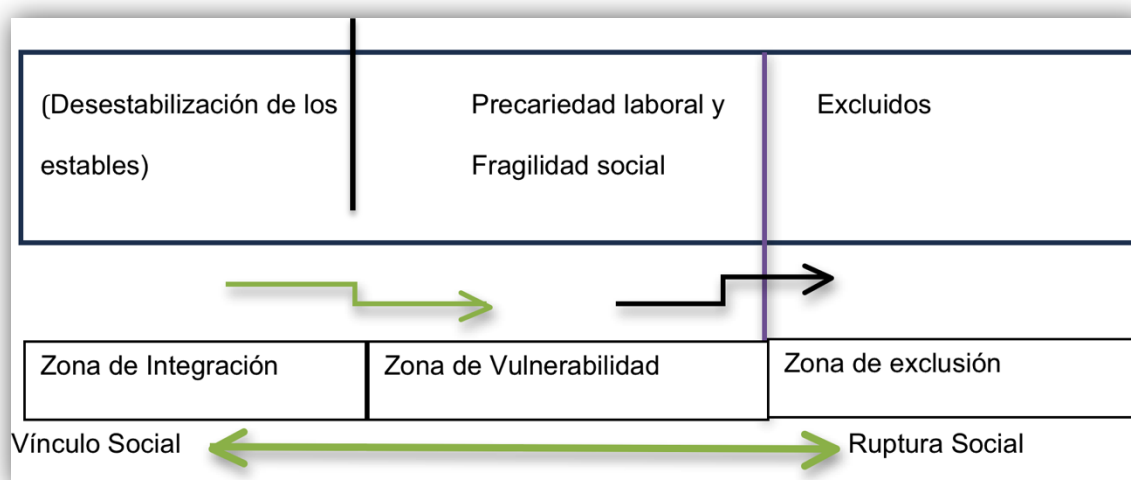 (Desestabilización de los
estables)
Precariedad laboral y
Fragilidad social
Excluidos
Zona de Integración
Zona de Vulnerabilidad
Zona de exclusión
Vínculo Social
Ruptura Social